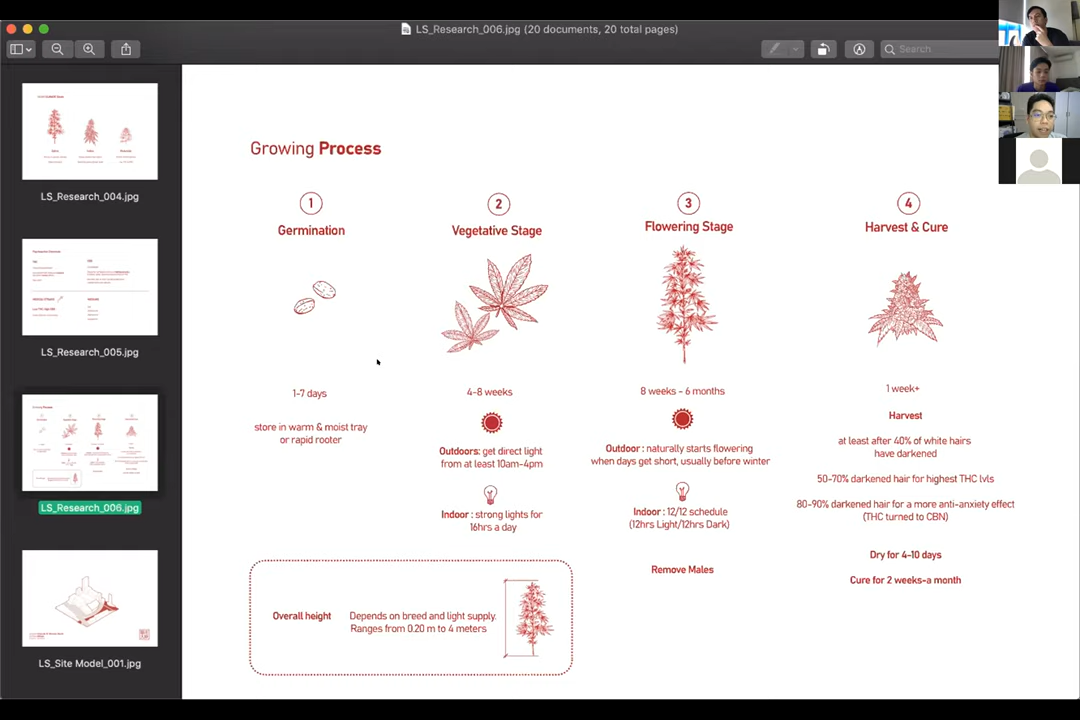 LS_Research_006.jpg (20 documents, 20 total pages)
Search
LS_Research_004.jpg
LS_Research_005.jpg
LS_Research_006.jpg
LS_Site Model_001.jpg
Growing Process
1
Germination
1-7 days
store in warm & moist tray
or rapid rooter
2
Vegetative Stage
4-8 weeks
Outdoors: get direct light
from at least 10am-4pm
Indoor : strong lights for
16hrs a day
3
Flowering Stage
8 weeks - 6 months
Outdoor : naturally starts flowering
when days get short, usually before winter
Indoor : 12/12 schedule
(12hrs Light/12hrs Dark)
Remove Males
4
Harvest & Cure
1 week+
Harvest
at least after 40% of white hairs
have darkened
50-70% darkened hair for highest THC lvls
80-90% darkened hair for a more anti-anxiety effect
(THC turned to CBN)
Dry for 4-10 days
Cure for 2 weeks-a month
Overall height
Depends on breed and light supply.
Ranges from 0.20 m to 4 meters